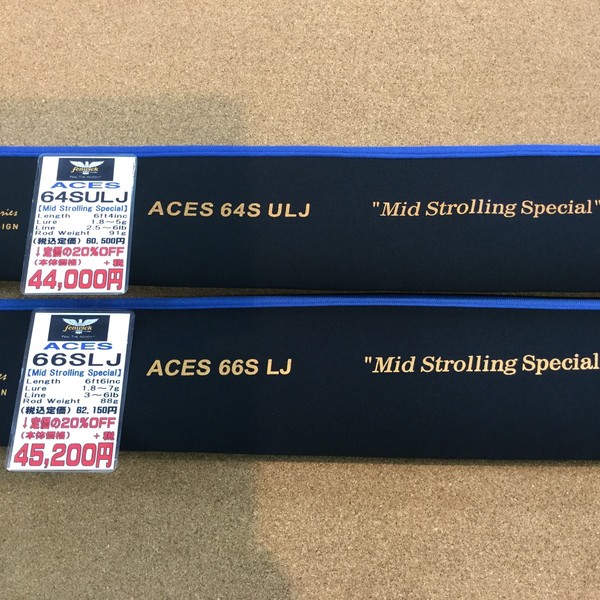 fenwick
ACES
64SULJ
【Mid Strolling Special】
Length 6ft4inc
Lure 1.8～5g
Line 2.5～6lb
Rod Weight 91g
(税込定価) 60,500円
↓定価の20%OFF
(本体価格) +税
44,000円
IGN
ACES 64S ULJ
"Mid Strolling Special"
fenwick
ACES
66SLJ
【Mid Strolling Special】
Length 6ft6inc
Lure 1.8～7g
Line 3～6lb
Rod Weight 88g
(税込定価) 62,150円
↓定価の20%OFF
(本体価格) +税
45,200円
GN
ACES 66S LJ
"Mid Strolling Special